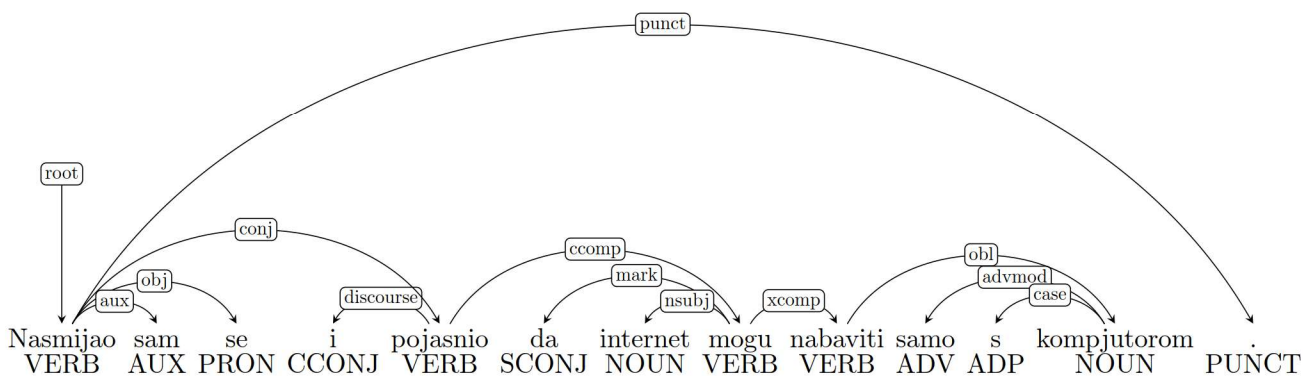 punct
root
conj
ccomp
obl
obj
mark
advmod
aux
discourse
nsubj
xcomp
case
Nasmijao sam se i pojasnio da internet mogu nabaviti samo s kompjutorom .
VERB AUX PRON CCONJ VERB SCONJ NOUN VERB VERB ADV ADP NOUN PUNCT